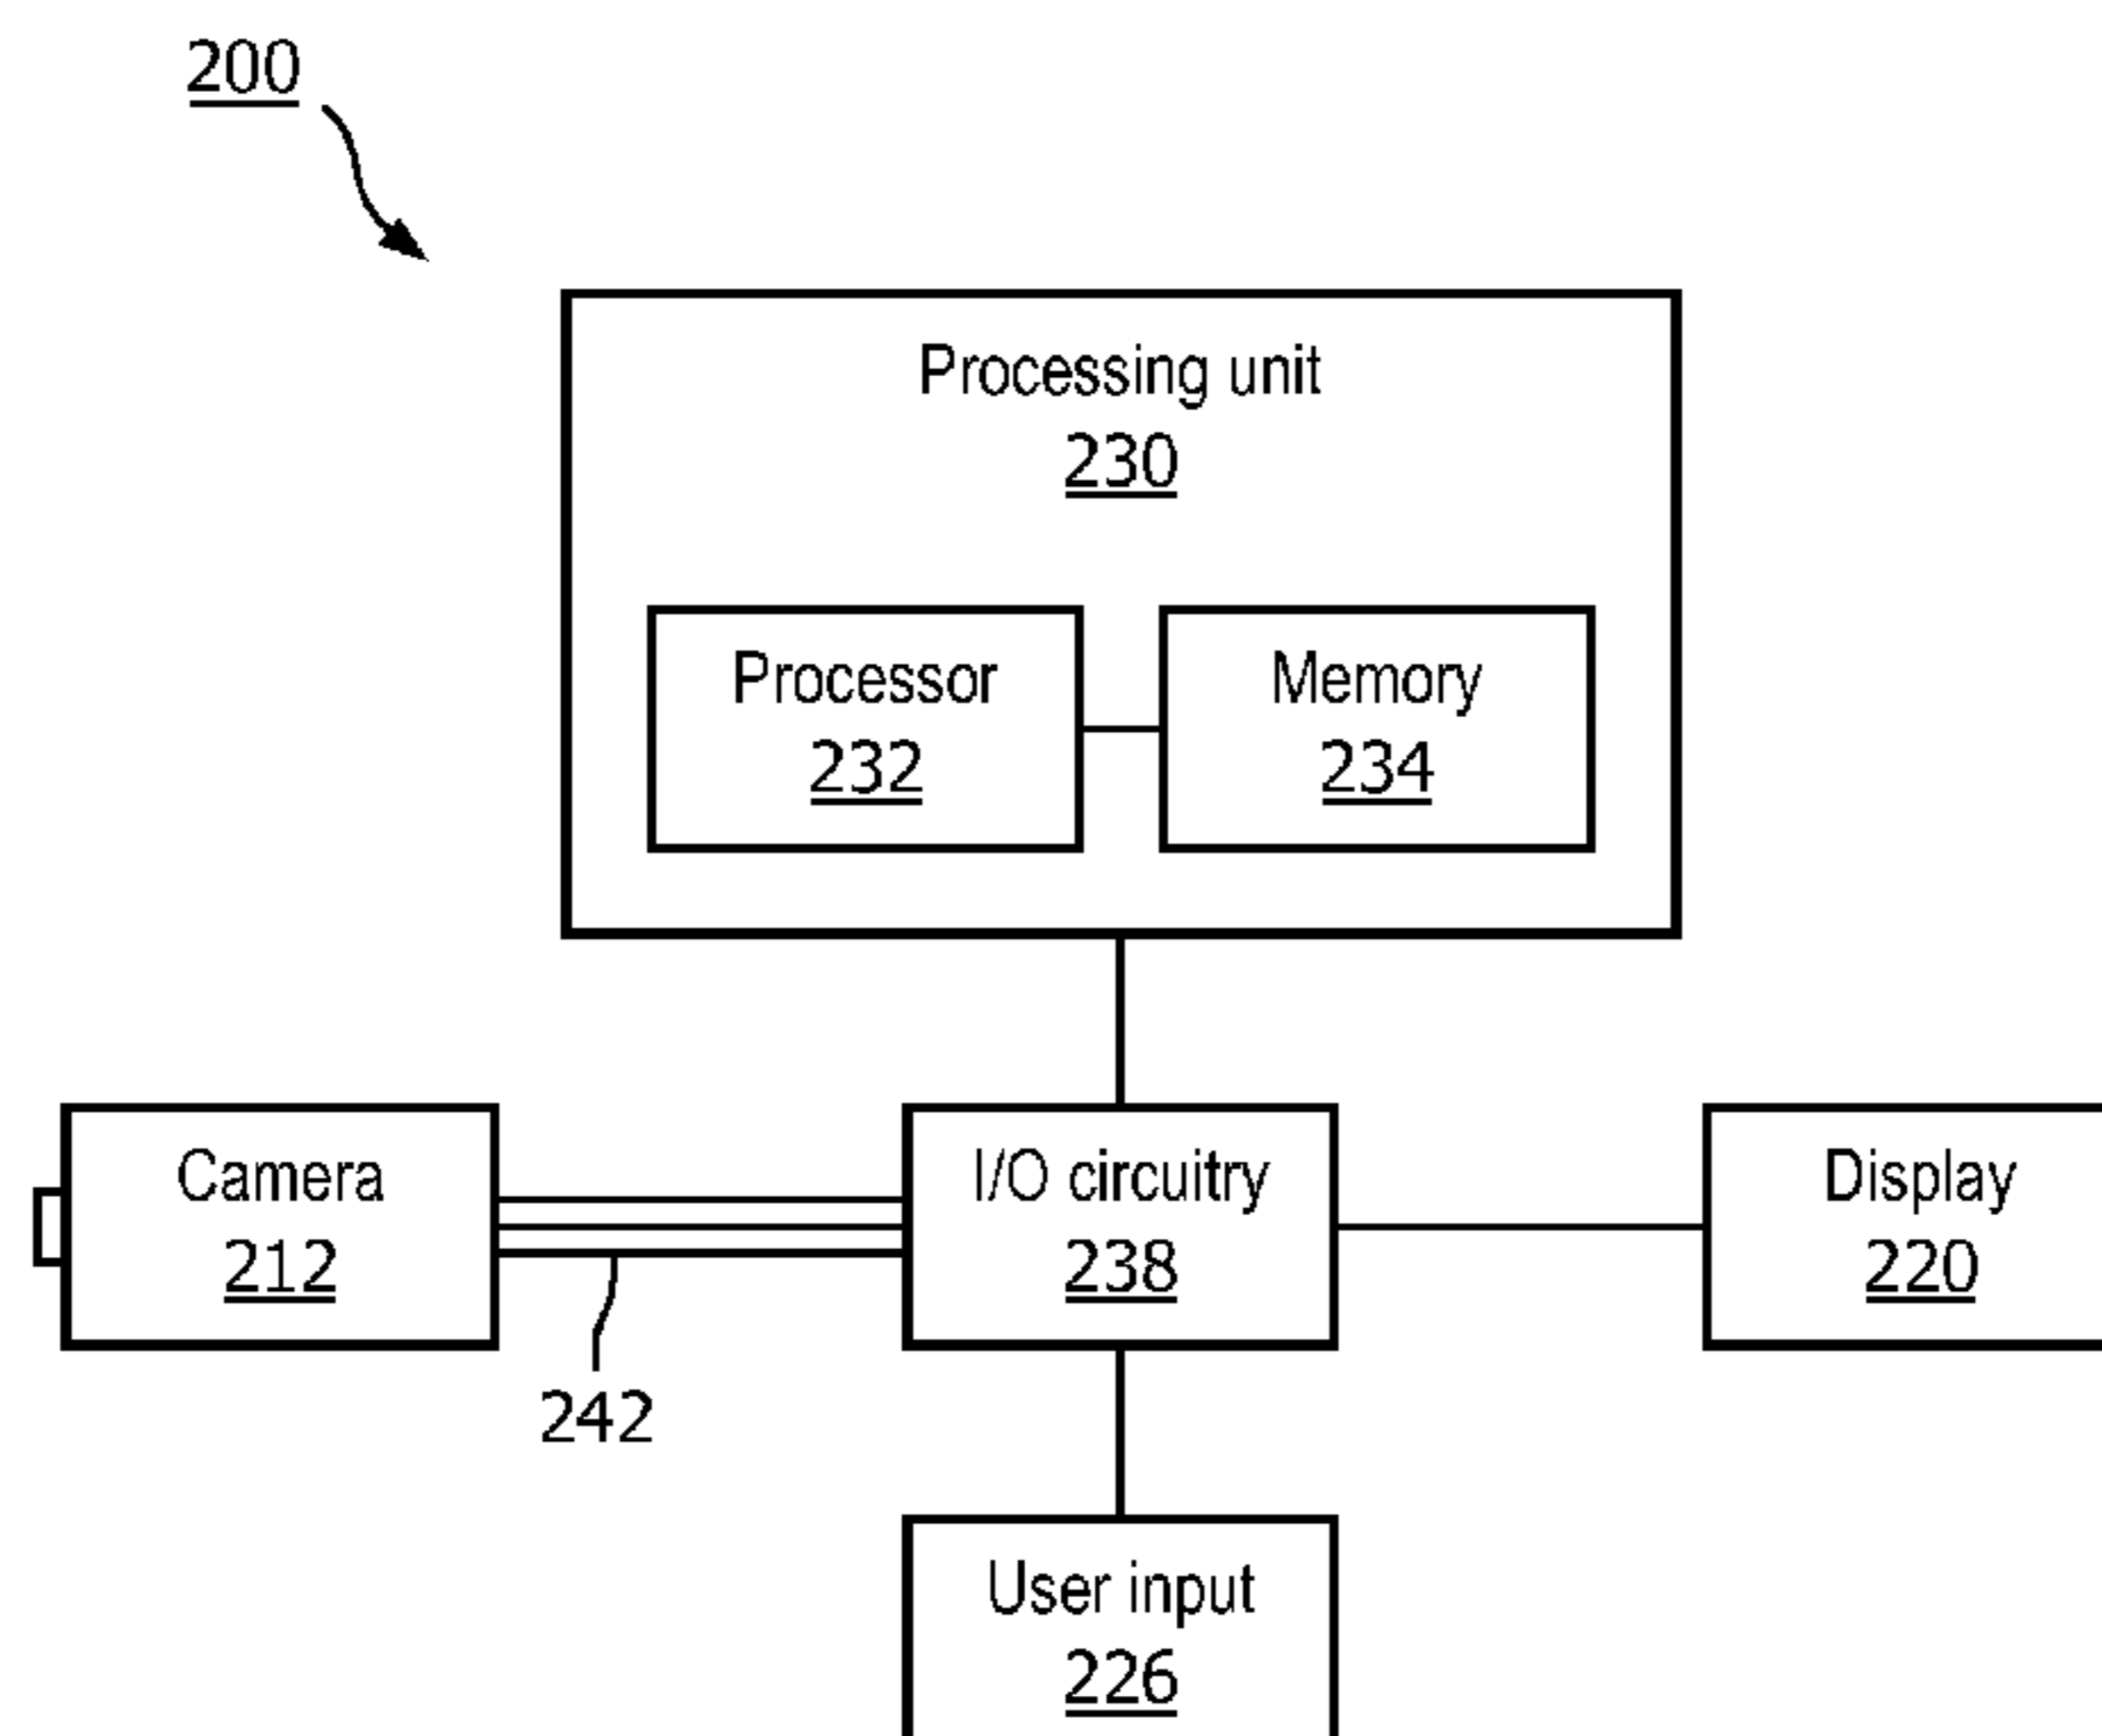 200
Processing unit
230
Processor
232
Memory
234
Camera
212
I/O circuitry
238
Display
220
242
User input
226